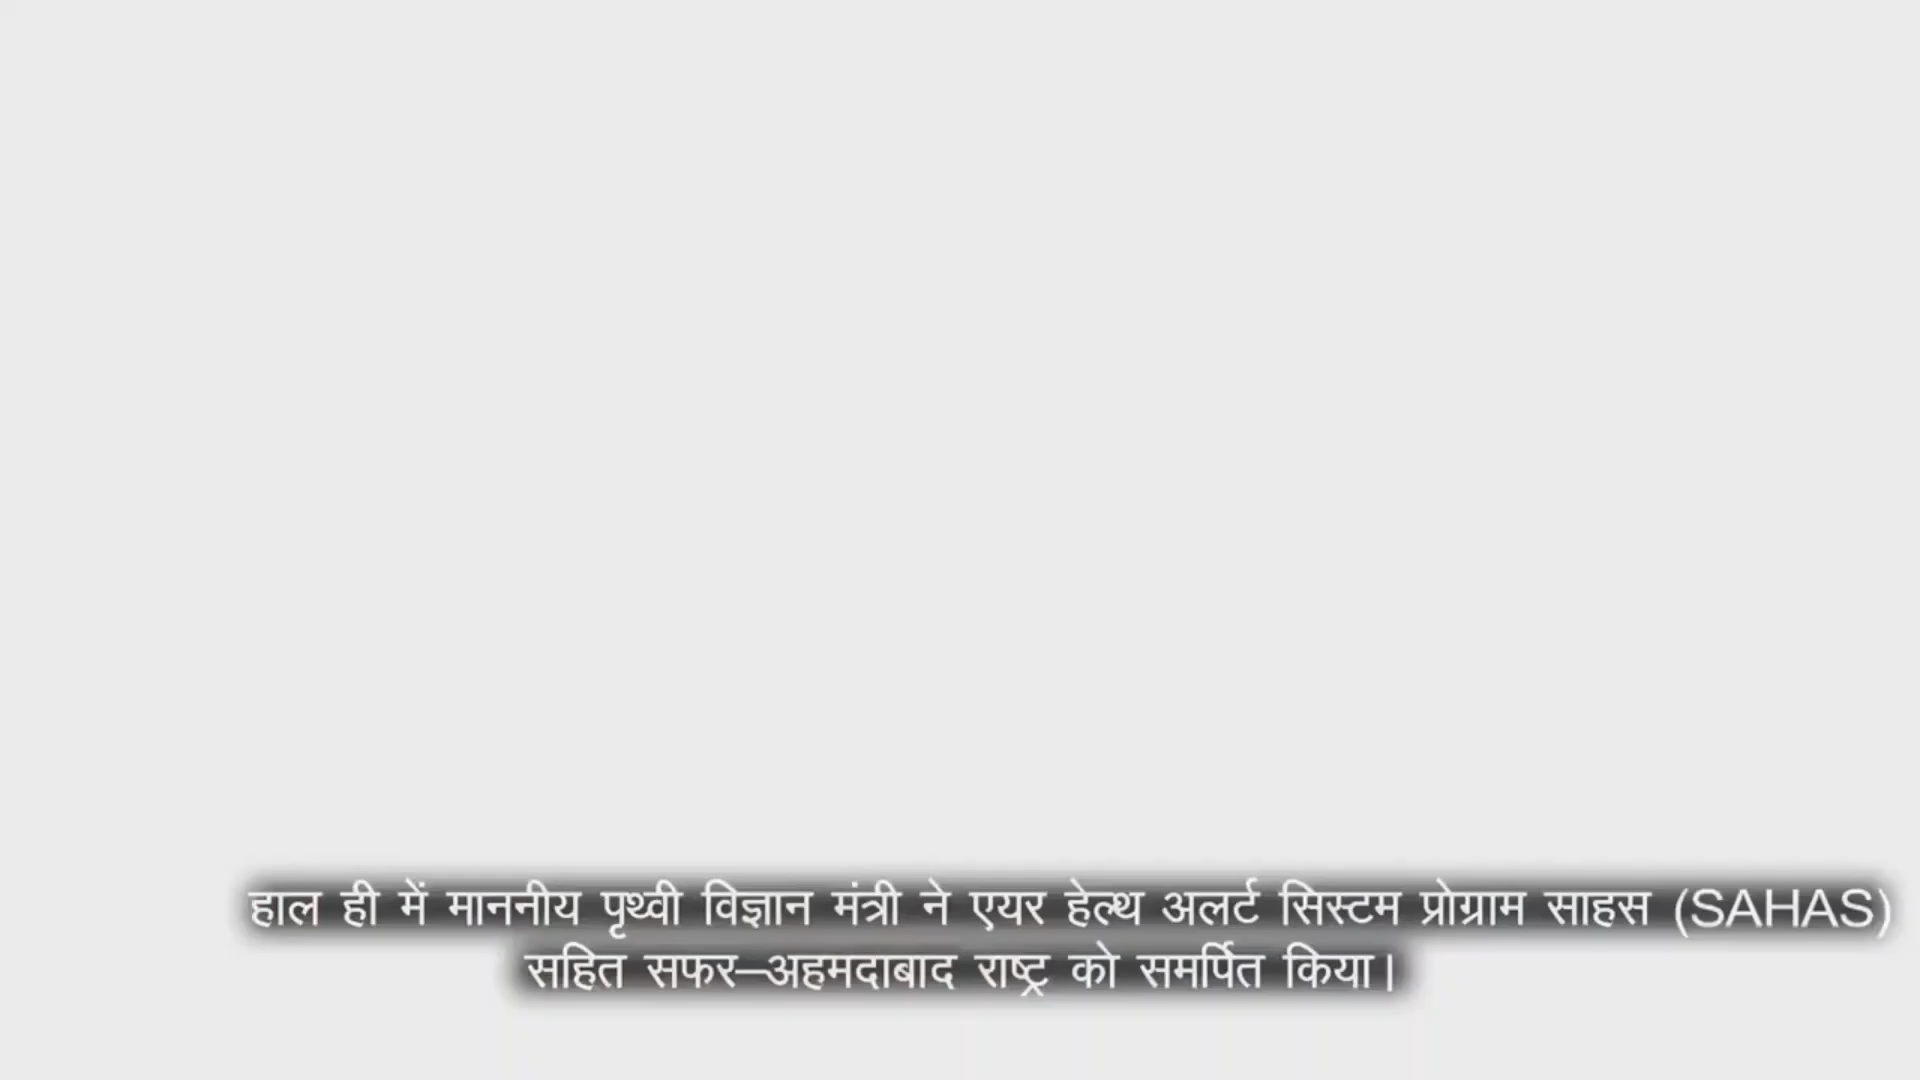 हाल ही में माननीय पृथ्वी विज्ञान मंत्री ने एयर हेल्थ अलर्ट सिस्टम प्रोग्राम साहस (SAHAS)
सहित सफर–अहमदाबाद राष्ट्र को समर्पित किया।